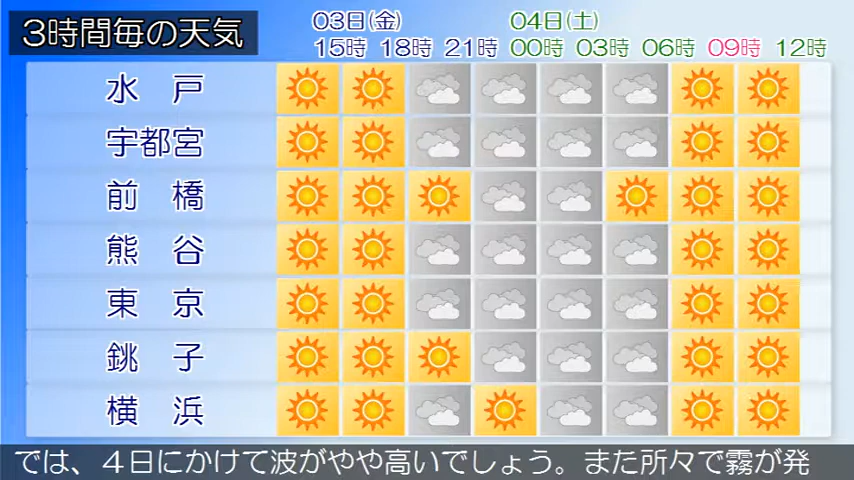 3時間毎の天気
03日(金) 04日(土)
15時 18時 21時 00時 03時 06時 09時 12時
水戸
宇都宮
前橋
熊谷
東京
銚子
横浜
では、４日にかけて波がやや高いでしょう。また所々で霧が発